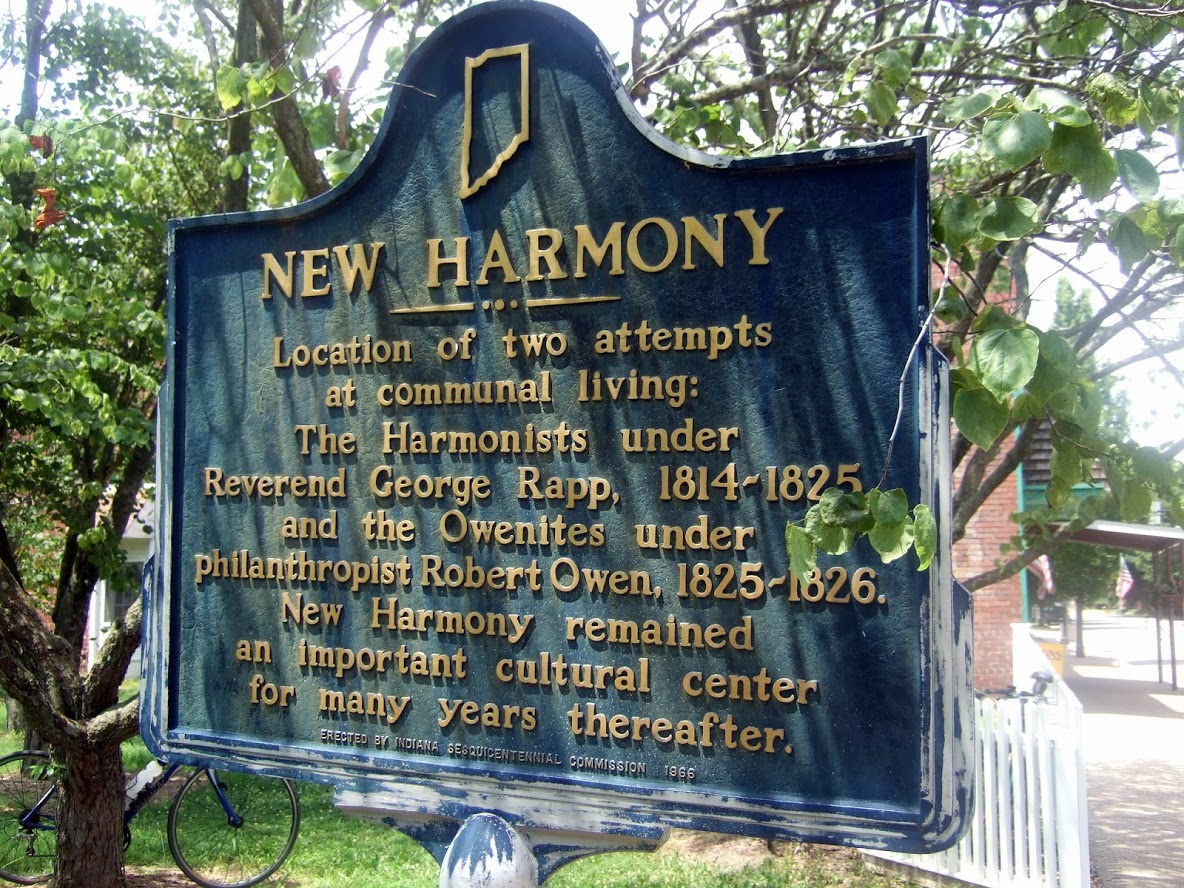 NEW HARMONY
Location of two attempts
at communal living:
The Harmonists under
Reverend George Rapp, 1814~1825
and the Owenites under
philanthropist Robert Owen, 1825~1826.
New Harmony remained
an important cultural center
for many years thereafter.
ERECTED BY INDIANA SESQUICENTENNIAL COMMISSION 1966